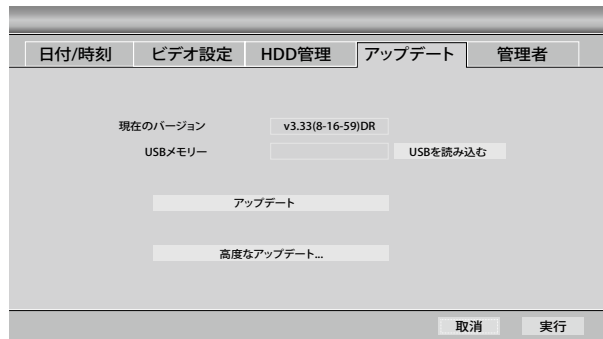 日付/時刻 ビデオ設定 HDD管理 アップデート 管理者
現在のバージョン v3.33(8-16-59)DR
USBメモリー USBを読み込む
アップデート
高度なアップデート...
取消 実行